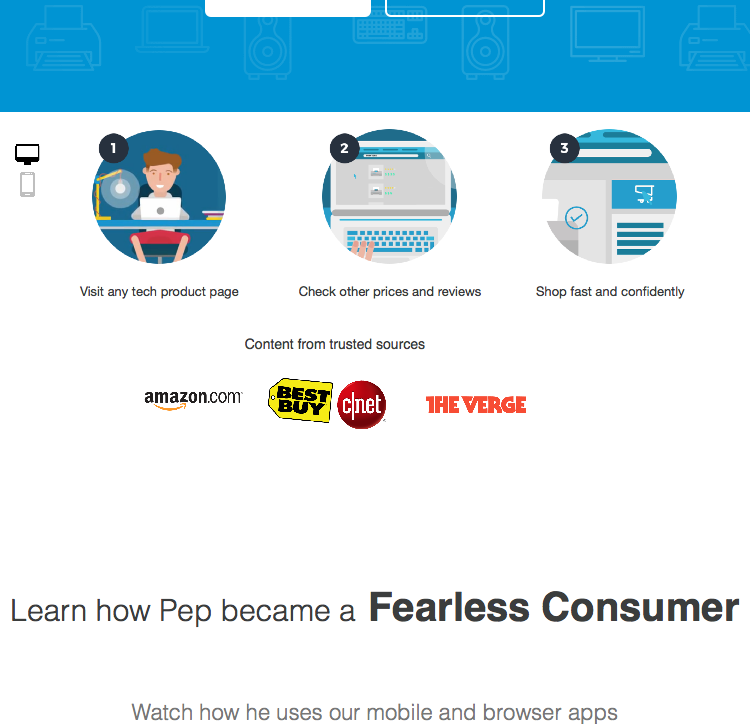 1
2
3
Visit any tech product page
Check other prices and reviews
Shop fast and confidently
Content from trusted sources
amazon.com
BEST BUY
c|net
THE VERGE
Learn how Pep became a Fearless Consumer
Watch how he uses our mobile and browser apps